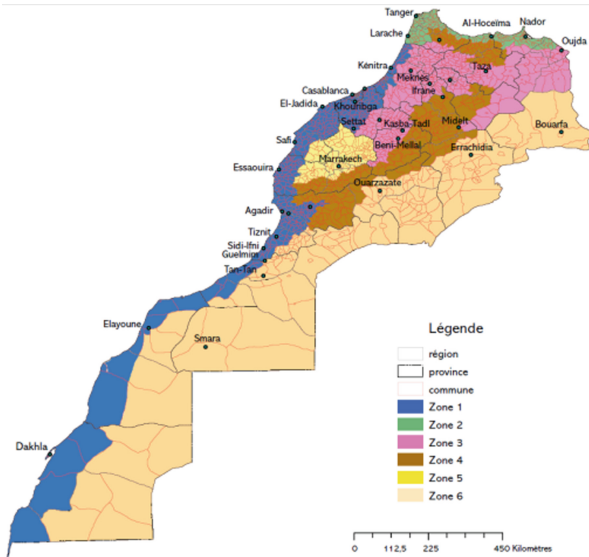 Tanger
Al-Hoceïma
Nador
Larache
Oujda
Kénitra
Taza
Meknès
Ifrane
Casablanca
El-Jadida
Khouribga
Settat
Kasba-Tadl
Midelt
Bouarfa
Safi
Beni-Mellal
Errachidia
Marrakech
Essaouira
Ouarzazate
Agadir
Tiznit
Sidi-Ifni
Guelmim
Tan-Tan
Elayoune
Smara
Dakhla
Légende
région
province
commune
Zone 1
Zone 2
Zone 3
Zone 4
Zone 5
Zone 6
0 112,5 225 450 Kilomètres